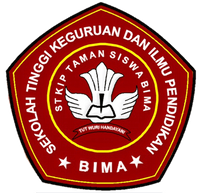 SEKOLAH TINGGI KEGURUAN DAN ILMU PENDIDIKAN
STKIP TAMAN SISWA BIMA
TUT WURI HANDAYANI
★ BIMA ★